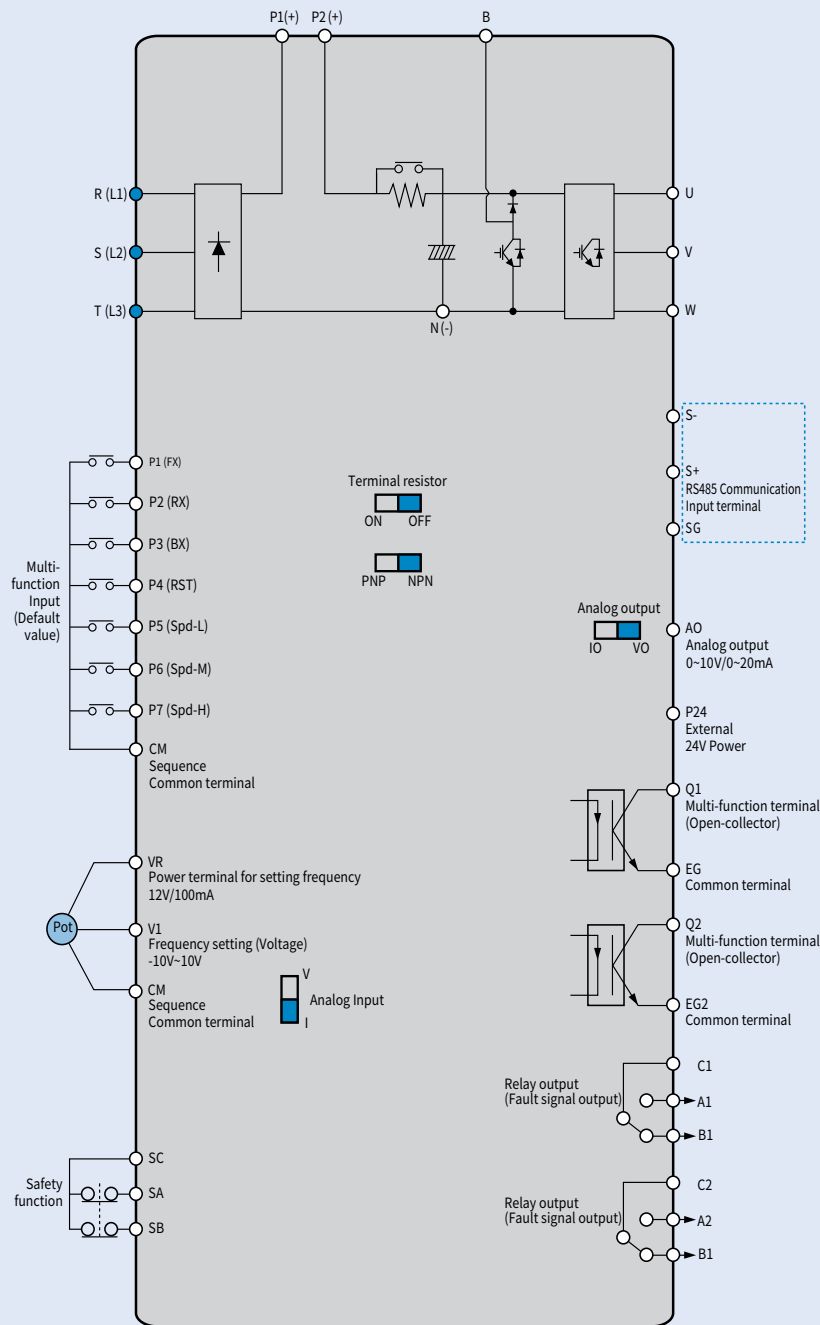 P1(+)
P2 (+)
B
R (L1)
S (L2)
T (L3)
N (-)
U
V
W
S-
S+
RS485 Communication
Input terminal
SG
Multi-
function
Input
(Default
value)
P1 (FX)
P2 (RX)
P3 (BX)
P4 (RST)
P5 (Spd-L)
P6 (Spd-M)
P7 (Spd-H)
CM
Sequence
Common terminal
Terminal resistor
ON OFF
PNP NPN
Analog output
IO VO
AO
Analog output
0~10V/0~20mA
P24
External
24V Power
Q1
Multi-function terminal
(Open-collector)
EG
Common terminal
Q2
Multi-function terminal
(Open-collector)
EG2
Common terminal
Pot
VR
Power terminal for setting frequency
12V/100mA
V1
Frequency setting (Voltage)
-10V~10V
CM
Sequence
Common terminal
V
Analog Input
I
Relay output
(Fault signal output)
C1
A1
B1
Relay output
(Fault signal output)
C2
A2
B1
Safety
function
SC
SA
SB